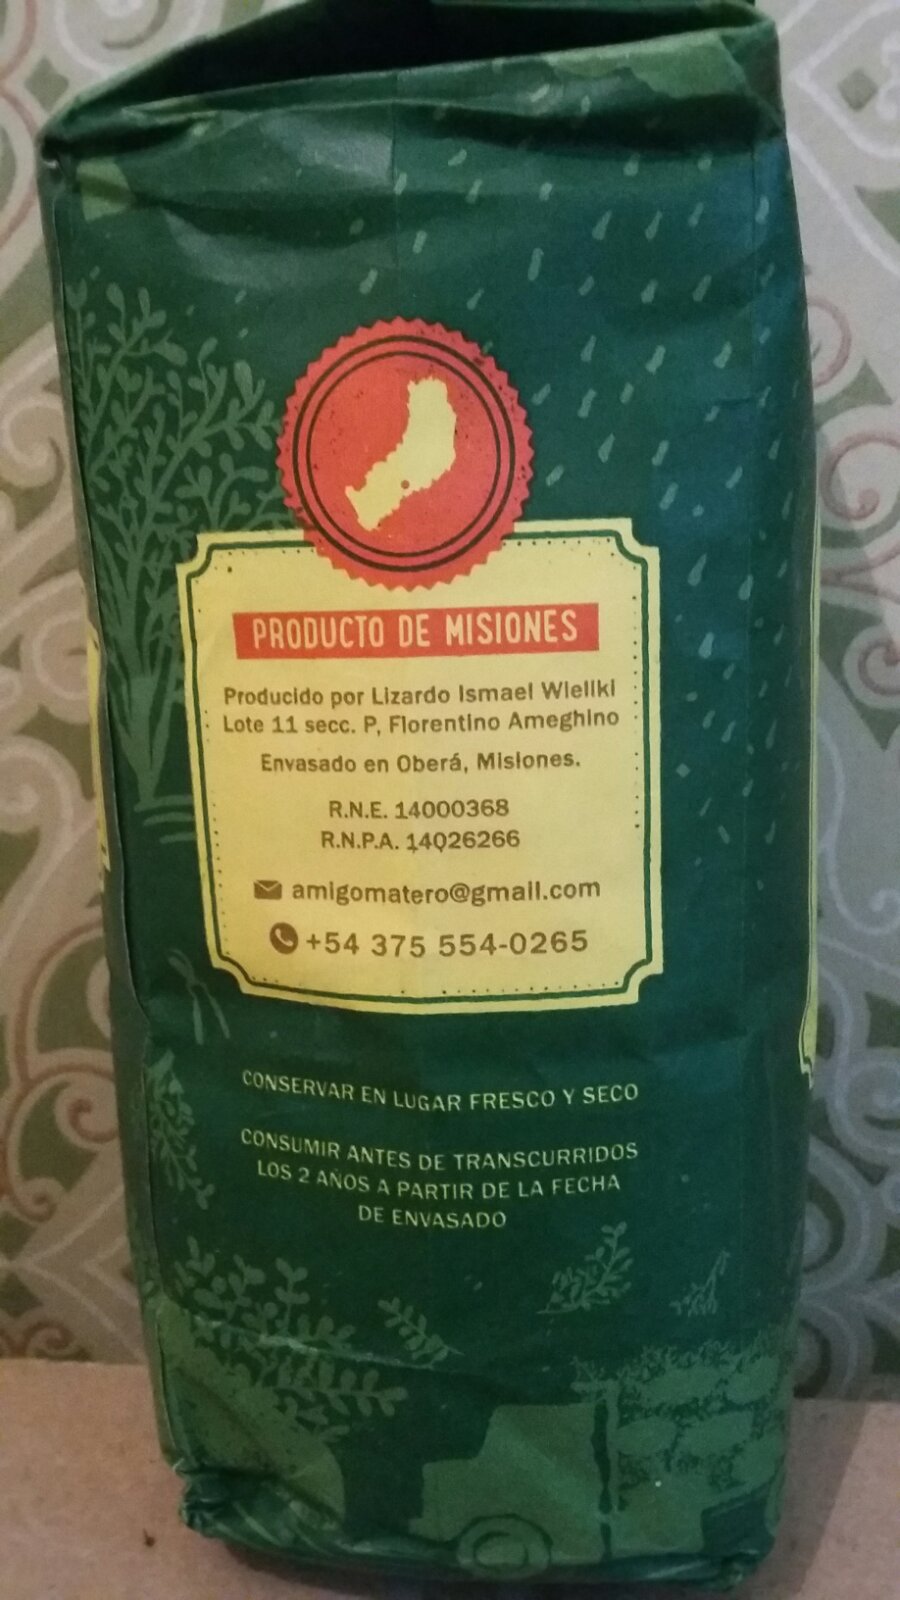 PRODUCTO DE MISIONES
Producido por Lizardo Ismael Wieliki
Lote 11 secc. P, Florentino Ameghino
Envasado en Oberá, Misiones.
R.N.E. 14000368
R.N.P.A. 14026266
amigomatero@gmail.com
+54 375 554-0265
CONSERVAR EN LUGAR FRESCO Y SECO
CONSUMIR ANTES DE TRANSCURRIDOS
LOS 2 AÑOS A PARTIR DE LA FECHA
DE ENVASADO